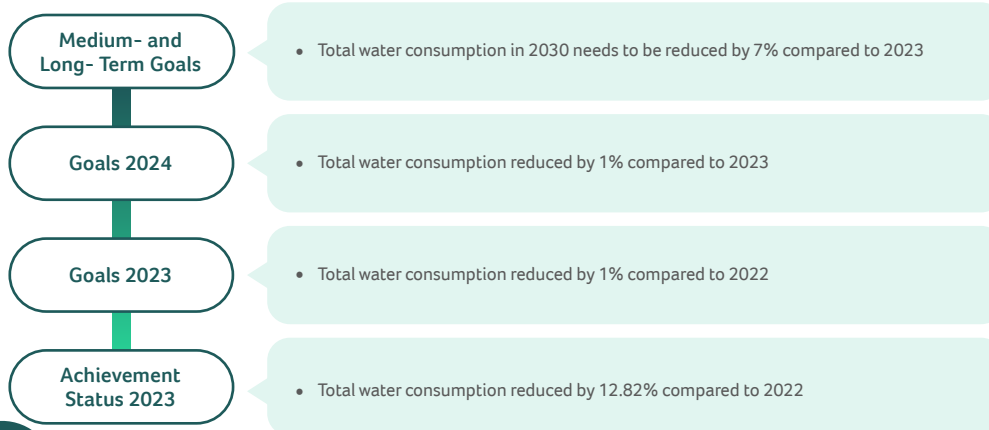 Medium- and
Long- Term Goals
• Total water consumption in 2030 needs to be reduced by 7% compared to 2023
Goals 2024
• Total water consumption reduced by 1% compared to 2023
Goals 2023
• Total water consumption reduced by 1% compared to 2022
Achievement
Status 2023
• Total water consumption reduced by 12.82% compared to 2022